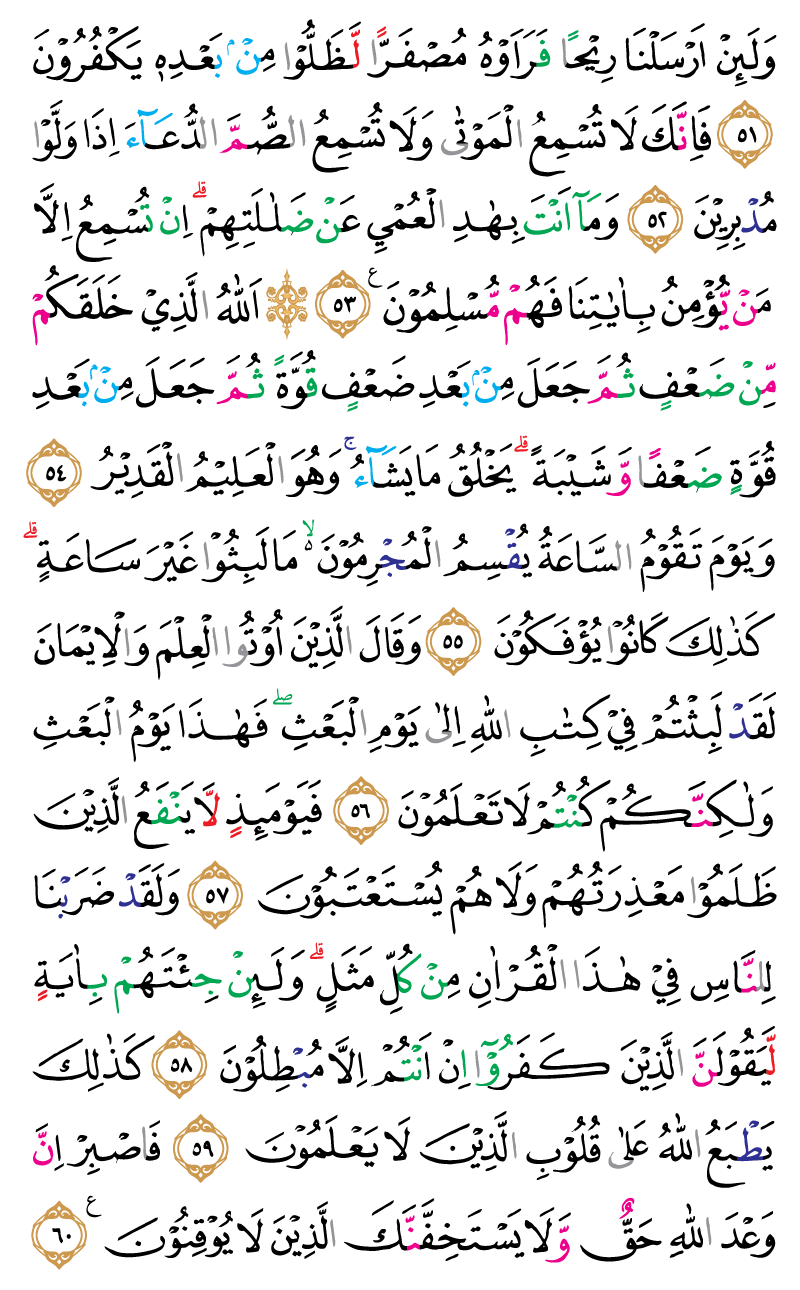 وَلَىِٕنْ اَرْسَلْنَا رِيْحًا فَرَاَوْهُ مُصْفَرًّا لَّظَلُّوْا مِنْۢ بَعْدِهٖ يَكْفُرُوْنَ
٥١ فَاِنَّكَ لَا تُسْمِعُ الْمَوْتٰى وَلَا تُسْمِعُ الصُّمَّ الدُّعَاۤءَ اِذَا وَلَّوْا
مُدْبِرِيْنَ ٥٢ وَمَآ اَنْتَ بِهٰدِ الْعُمْيِ عَنْ ضَلٰلَتِهِمْۗ اِنْ تُسْمِعُ اِلَّا
مَنْ يُّؤْمِنُ بِاٰيٰتِنَا فَهُمْ مُّسْلِمُوْنَ ࣖ ٥٣ ۞ اَللّٰهُ الَّذِيْ خَلَقَكُمْ
مِّنْ ضَعْفٍ ثُمَّ جَعَلَ مِنْۢ بَعْدِ ضَعْفٍ قُوَّةً ثُمَّ جَعَلَ مِنْۢ بَعْدِ
قُوَّةٍ ضَعْفًا وَّشَيْبَةً ۗيَخْلُقُ مَا يَشَاۤءُۚ وَهُوَ الْعَلِيْمُ الْقَدِيْرُ ٥٤
وَيَوْمَ تَقُوْمُ السَّاعَةُ يُقْسِمُ الْمُجْرِمُوْنَ ەۙ مَا لَبِثُوْا غَيْرَ سَاعَةٍ ۗ
كَذٰلِكَ كَانُوْا يُؤْفَكُوْنَ ٥٥ وَقَالَ الَّذِيْنَ اُوْتُوا الْعِلْمَ وَالْاِيْمَانَ
لَقَدْ لَبِثْتُمْ فِيْ كِتٰبِ اللّٰهِ اِلٰى يَوْمِ الْبَعْثِۖ فَهٰذَا يَوْمُ الْبَعْثِ
وَلٰكِنَّكُمْ كُنْتُمْ لَا تَعْلَمُوْنَ ٥٦ فَيَوْمَىِٕذٍ لَّا يَنْفَعُ الَّذِيْنَ
ظَلَمُوْا مَعْذِرَتُهُمْ وَلَا هُمْ يُسْتَعْتَبُوْنَ ٥٧ وَلَقَدْ ضَرَبْنَا
لِلنَّاسِ فِيْ هٰذَا الْقُرْاٰنِ مِنْ كُلِّ مَثَلٍۗ وَلَىِٕنْ جِئْتَهُمْ بِاٰيَةٍ
لَّيَقُوْلَنَّ الَّذِيْنَ كَفَرُوْٓا اِنْ اَنْتُمْ اِلَّا مُبْطِلُوْنَ ٥٨ كَذٰلِكَ
يَطْبَعُ اللّٰهُ عَلٰى قُلُوْبِ الَّذِيْنَ لَا يَعْلَمُوْنَ ٥٩ فَاصْبِرْ اِنَّ
وَعْدَ اللّٰهِ حَقٌّ وَّلَا يَسْتَخِفَّنَّكَ الَّذِيْنَ لَا يُوْقِنُوْنَ ࣖ ٦٠